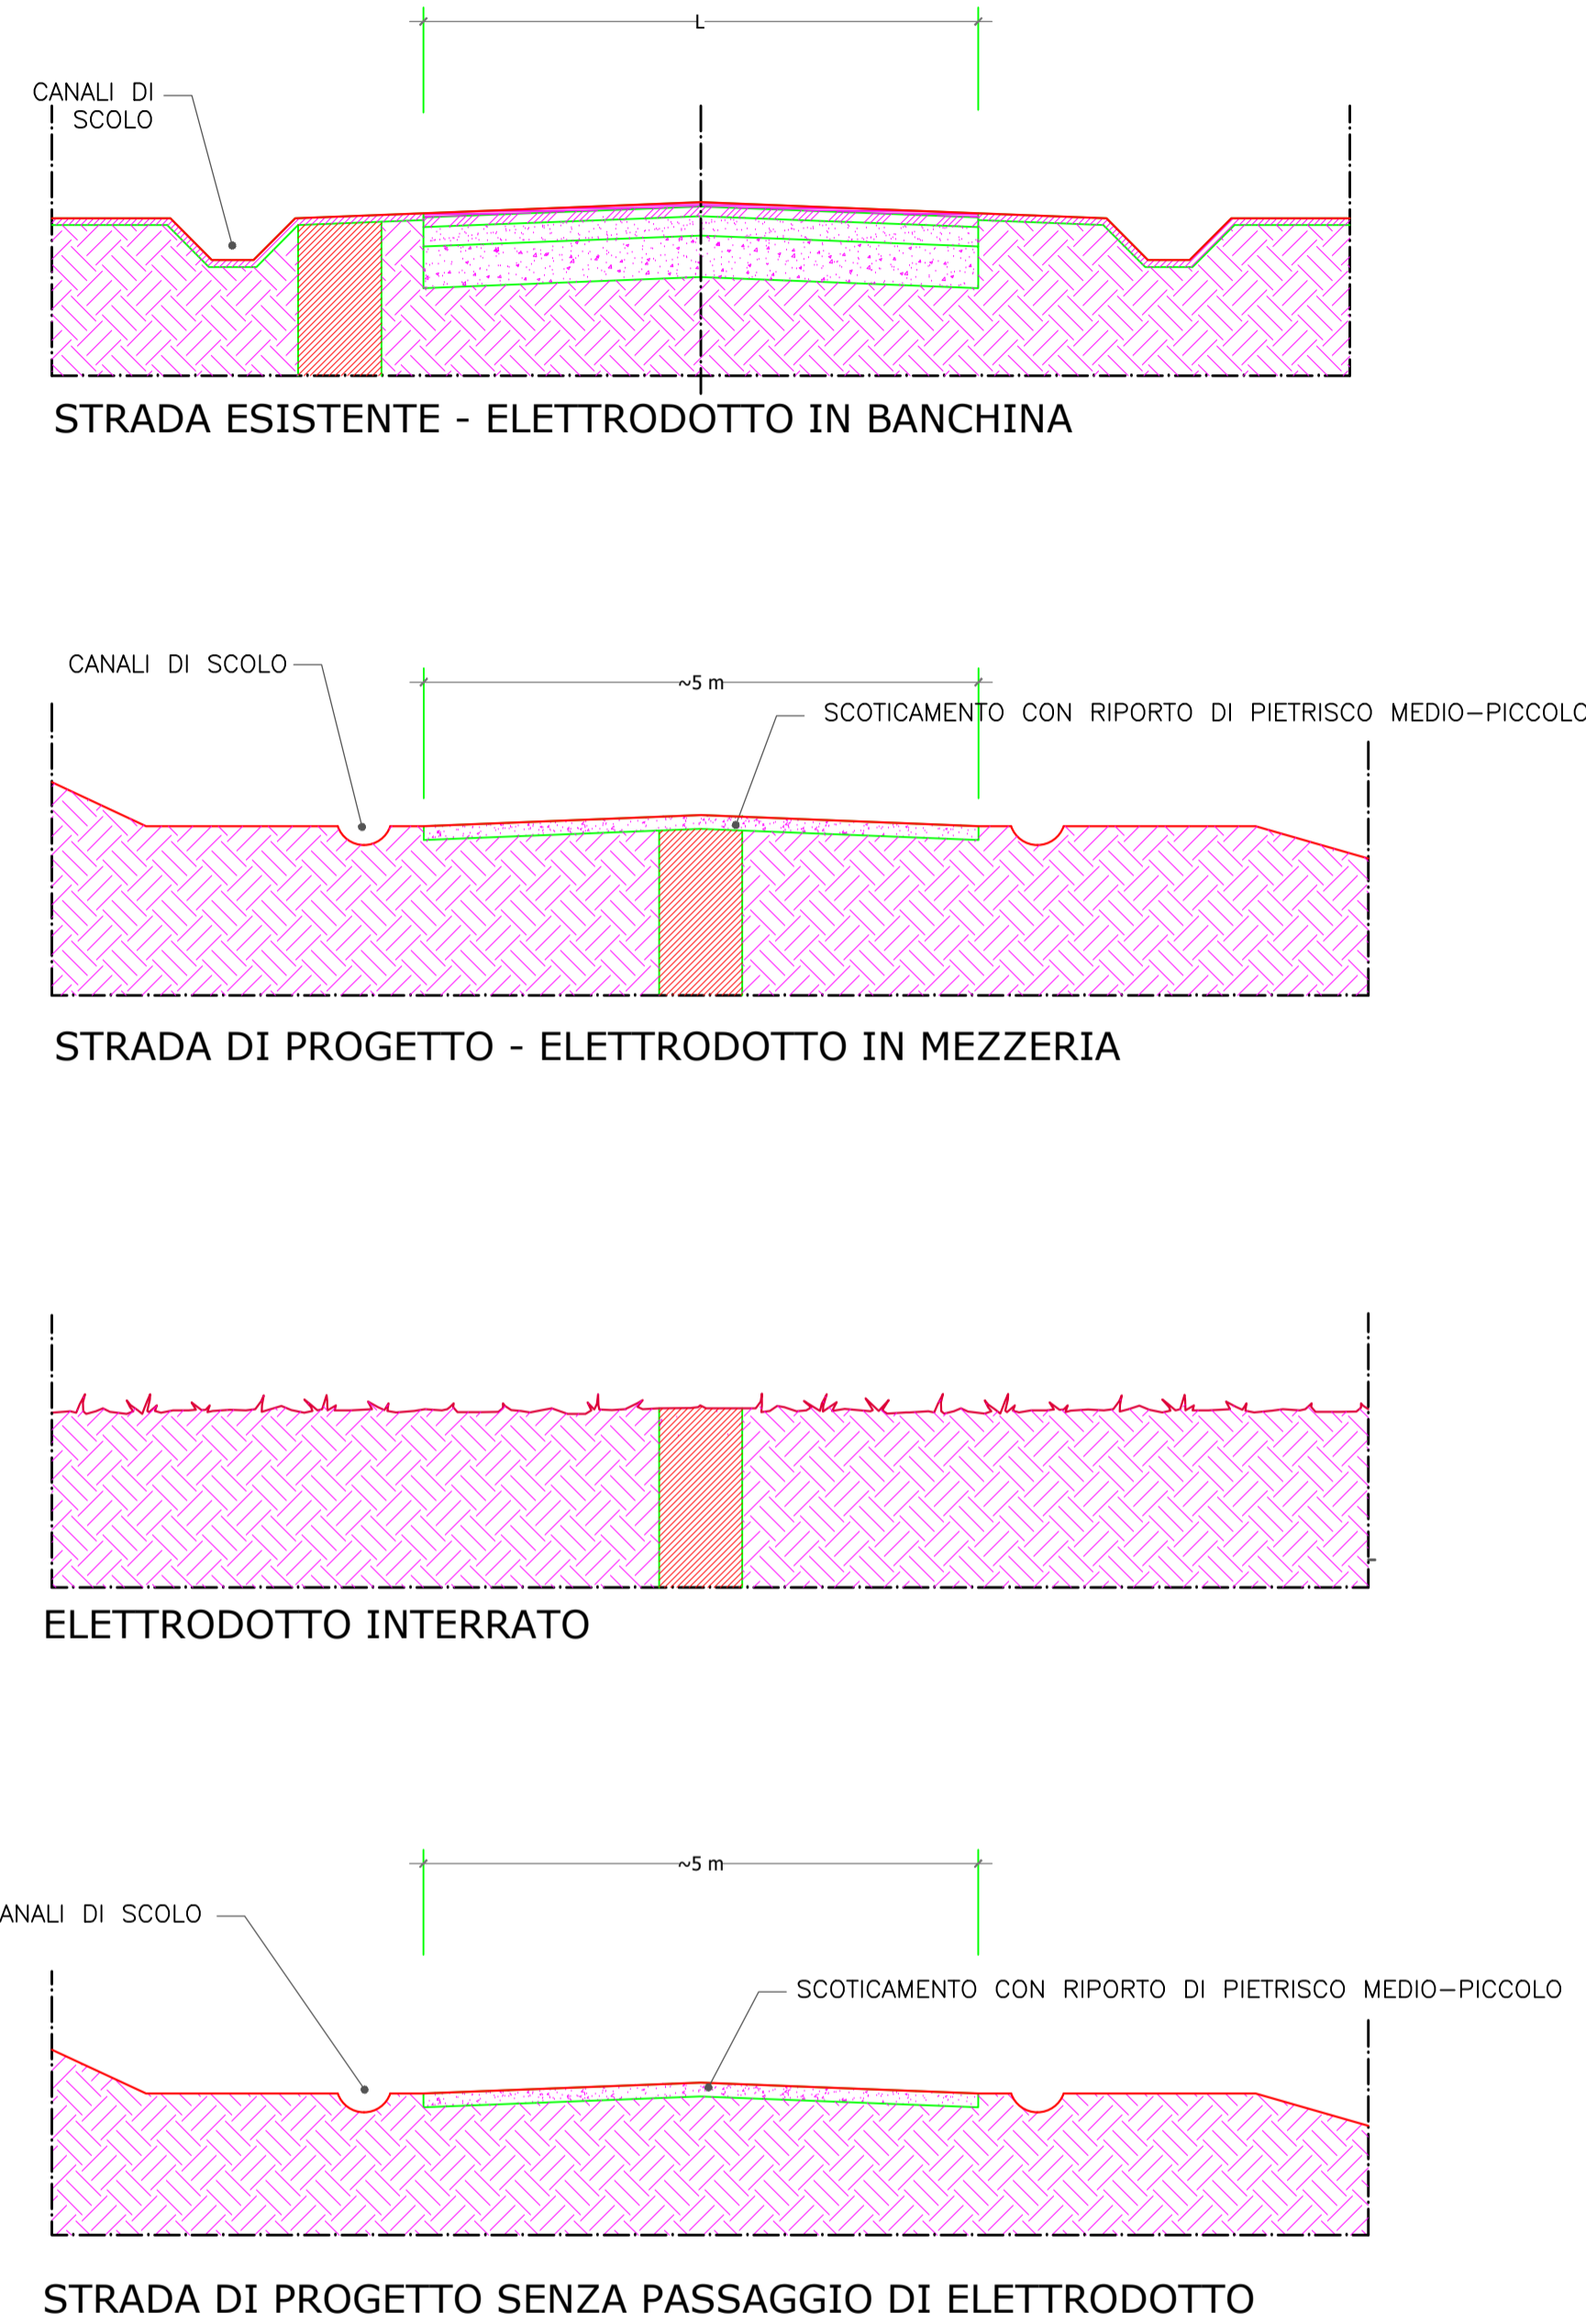 L
CANALI DI
SCOLO
STRADA ESISTENTE - ELETTRODOTTO IN BANCHINA
CANALI DI SCOLO
~5 m
SCOTICAMENTO CON RIPORTO DI PIETRISCO MEDIO-PICCOLO
STRADA DI PROGETTO - ELETTRODOTTO IN MEZZERIA
ELETTRODOTTO INTERRATO
~5 m
ANALI DI SCOLO
SCOTICAMENTO CON RIPORTO DI PIETRISCO MEDIO-PICCOLO
STRADA DI PROGETTO SENZA PASSAGGIO DI ELETTRODOTTO